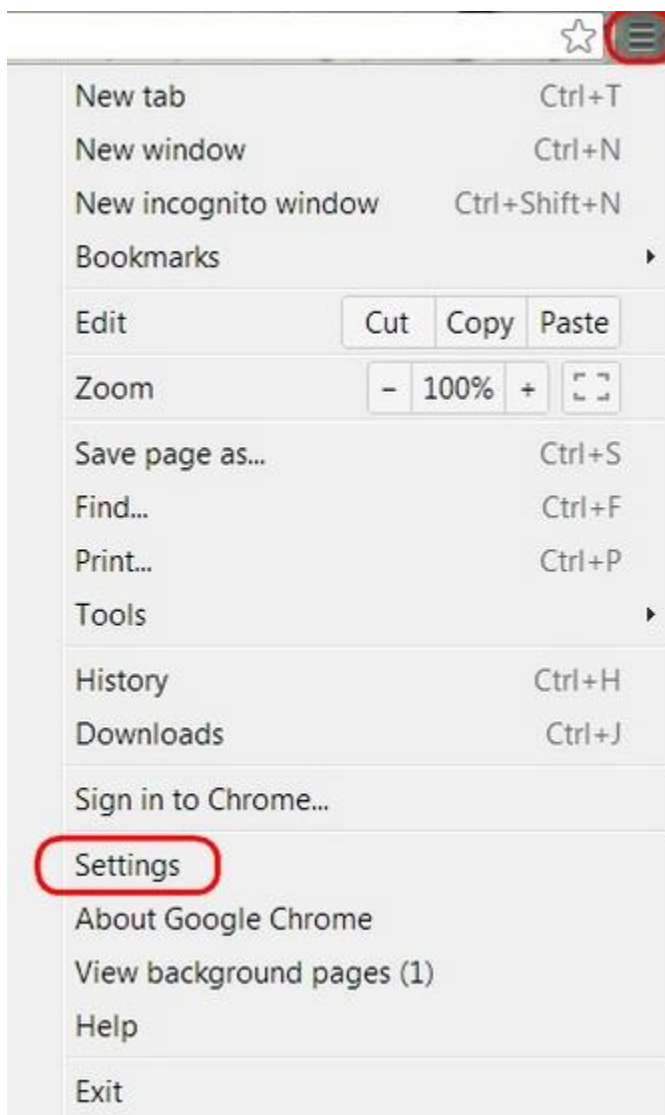 New tab Ctrl+T
New window Ctrl+N
New incognito window Ctrl+Shift+N
Bookmarks
Edit Cut Copy Paste
Zoom - 100% +
Save page as... Ctrl+S
Find... Ctrl+F
Print... Ctrl+P
Tools
History Ctrl+H
Downloads Ctrl+J
Sign in to Chrome...
Settings
About Google Chrome
View background pages (1)
Help
Exit